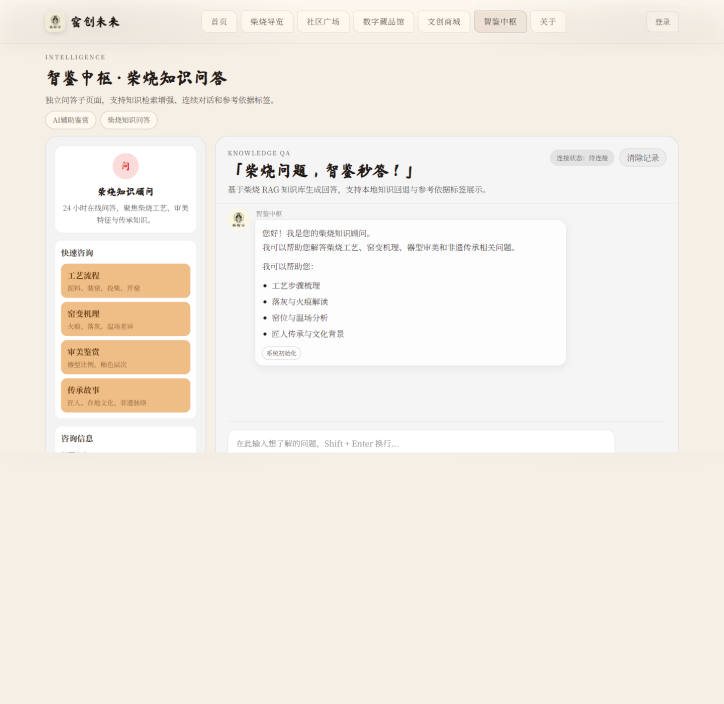 窑创未来
首页
柴烧导览
社区广场
数字藏品馆
文创商城
智鉴中枢
关于
登录
INTELLIGENCE
智鉴中枢·柴烧知识问答
独立问答子页面，支持知识检索增强、连续对话和参考依据标签。
AI辅助鉴赏
柴烧知识问答
问
柴烧知识顾问
24 小时在线问答，聚焦柴烧工艺、审美
特征与传承知识。
快速咨询
工艺流程
窑变机理
火痕、落灰、温场差异
审美鉴赏
器型比例、釉色层次
传承故事
匠人、在地文化、非遗脉络
咨询信息
KNOWLEDGE QA
「柴烧问题，智鉴秒答！」
基于柴烧 RAG 知识库生成回答，支持本地知识回退与参考依据标签展示。
连接状态：待连接
清除记录
智鉴中枢
您好！我是您的柴烧知识顾问。
我可以帮助您解答柴烧工艺、窑变机理、器型审美和非遗传承相关问题。
我可以帮助您：
工艺步骤梳理
落灰与火痕解读
窑位与温场分析
匠人传承与文化背景
系统初始化
在此输入想了解的问题，Shift + Enter 换行...